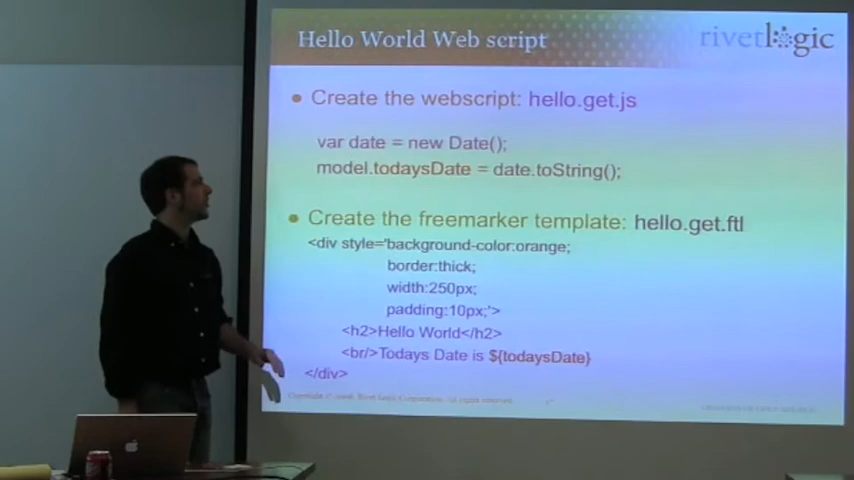 Hello World Web script
rivetlogic
Create the webscript: hello.get.js
var date = new Date();
model.todaysDate = date.toString();
Create the freemarker template: hello.get.ftl
<div style='background-color:orange;
border:thick;
width:250px;
padding:10px;'>
<h2>Hello World</h2>
<br/>Todays Date is ${todaysDate}
</div>